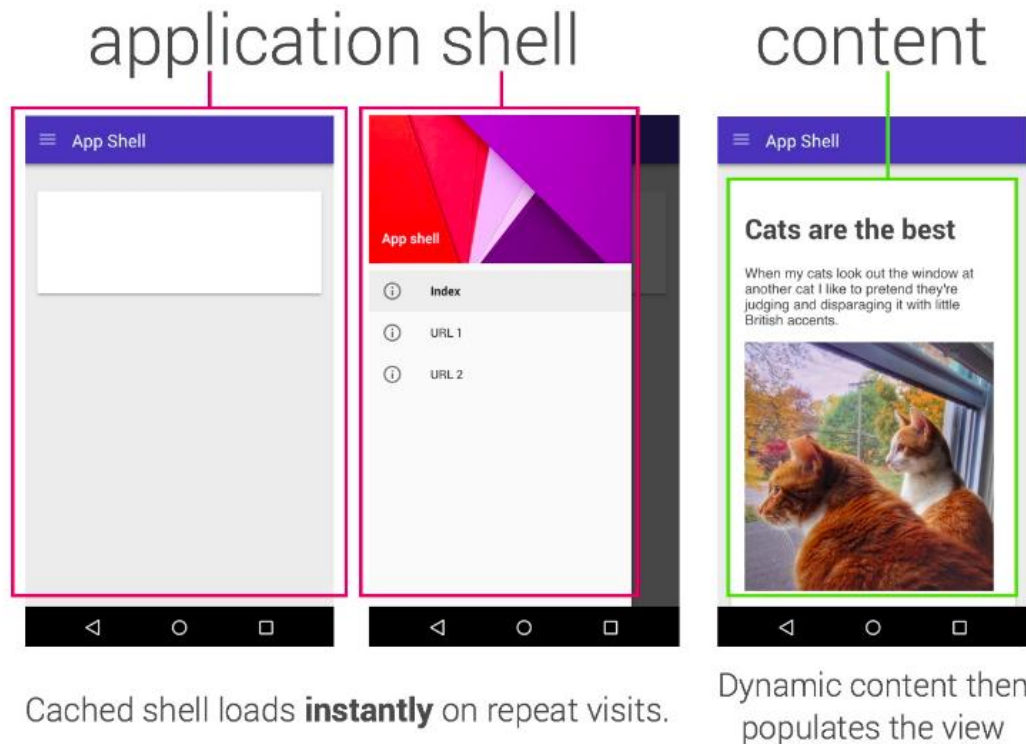 application shell
content
App Shell
App shell
Index
URL 1
URL 2
App Shell
Cats are the best
When my cats look out the window at
another cat I like to pretend they're
judging and disparaging it with little
British accents.
Cached shell loads instantly on repeat visits.
Dynamic content then
populates the view